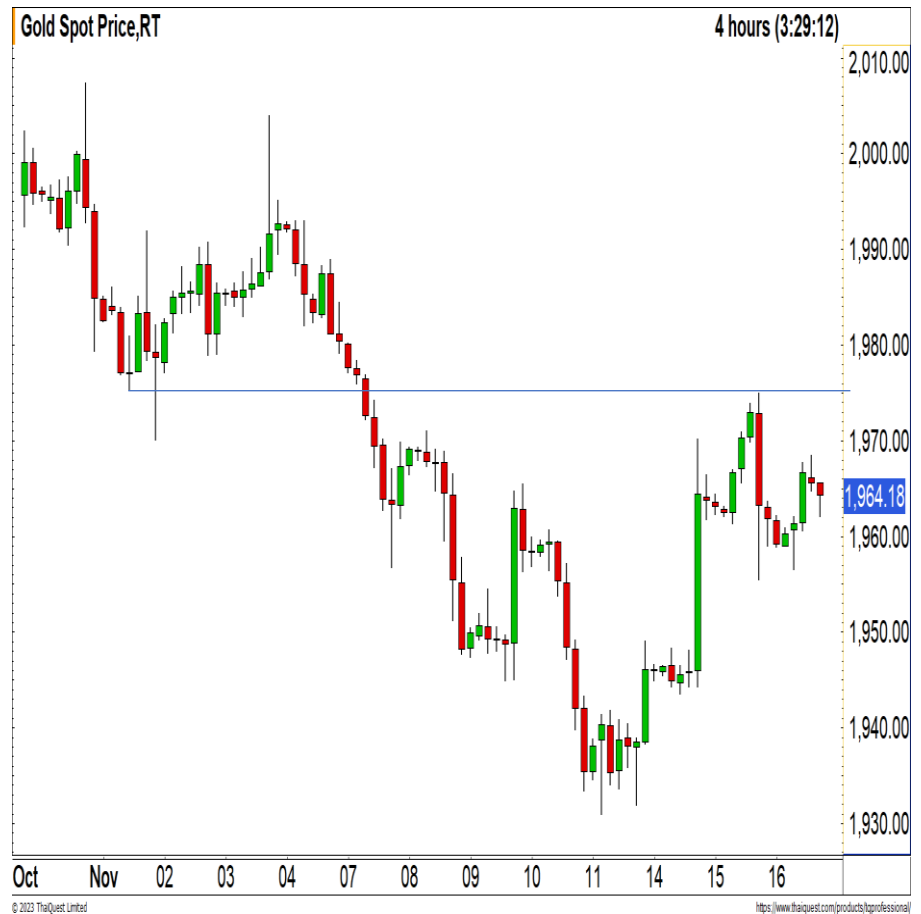 Gold Spot Price,RT
4 hours (3:29:12)
2,010.00
2,000.00
1,990.00
1,980.00
1,970.00
1,964.18
1,960.00
1,950.00
1,940.00
1,930.00
Oct Nov 02 03 04 07 08 09 10 11 14 15 16
© 2023 ThaiQuest Limited
https://www.thaiquest.com/products/tqprofessional/